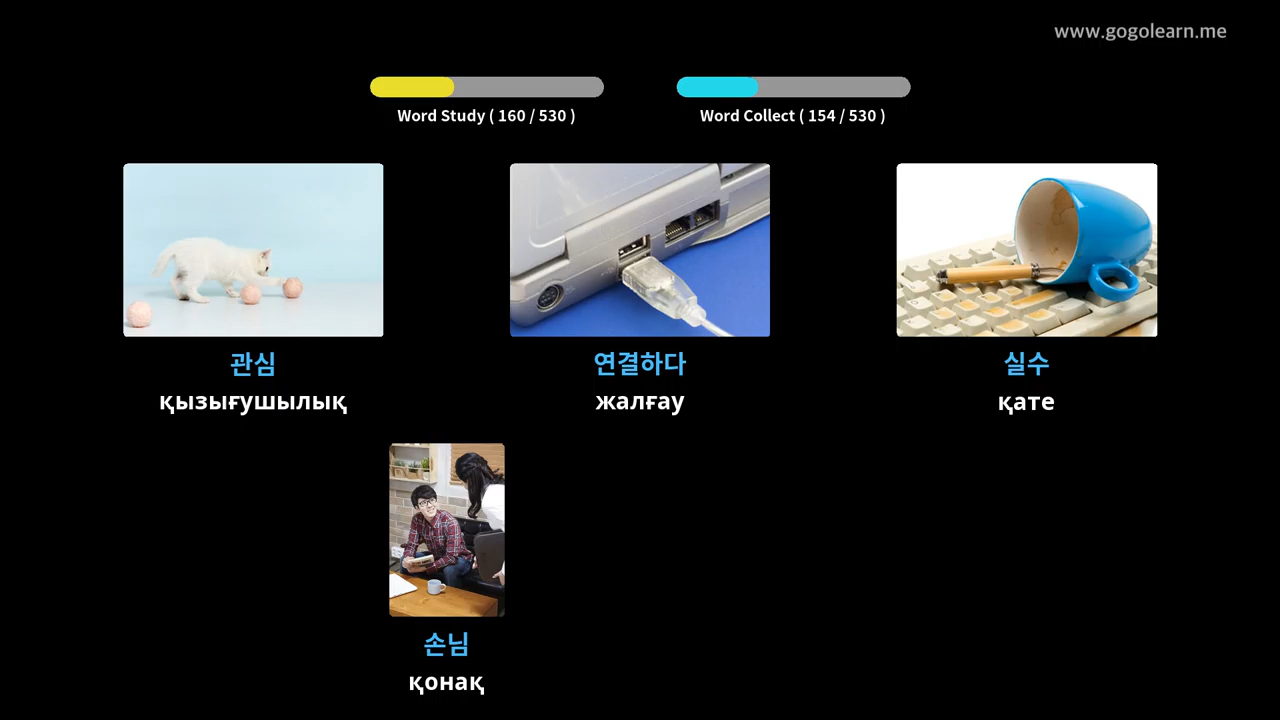 www.gogolearn.me
Word Study ( 160 / 530 )
Word Collect ( 154 / 530 )
관심
қызығушылық
연결하다
жалғау
실수
қате
손님
қонақ